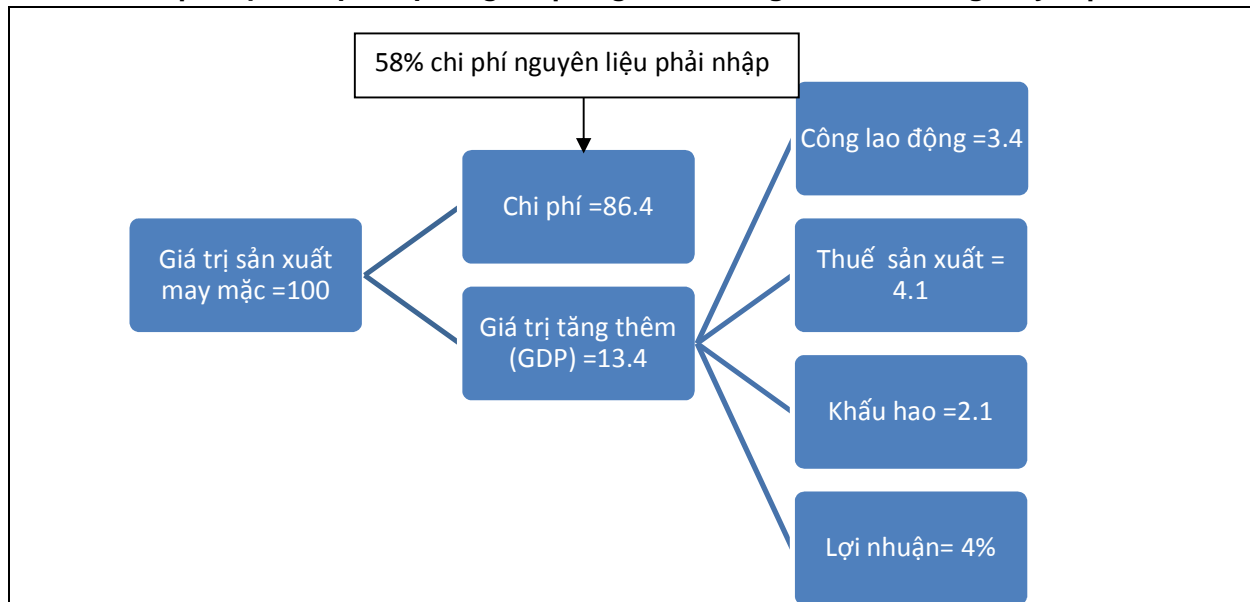 58% chi phí nguyên liệu phải nhập
Công lao động =3.4
Chi phí =86.4
Giá trị sản xuất
may mặc =100
Thuế  sản xuất =
4.1
Giá trị tăng thêm
(GDP) =13.4
Khấu hao =2.1
Lợi nhuận= 4%